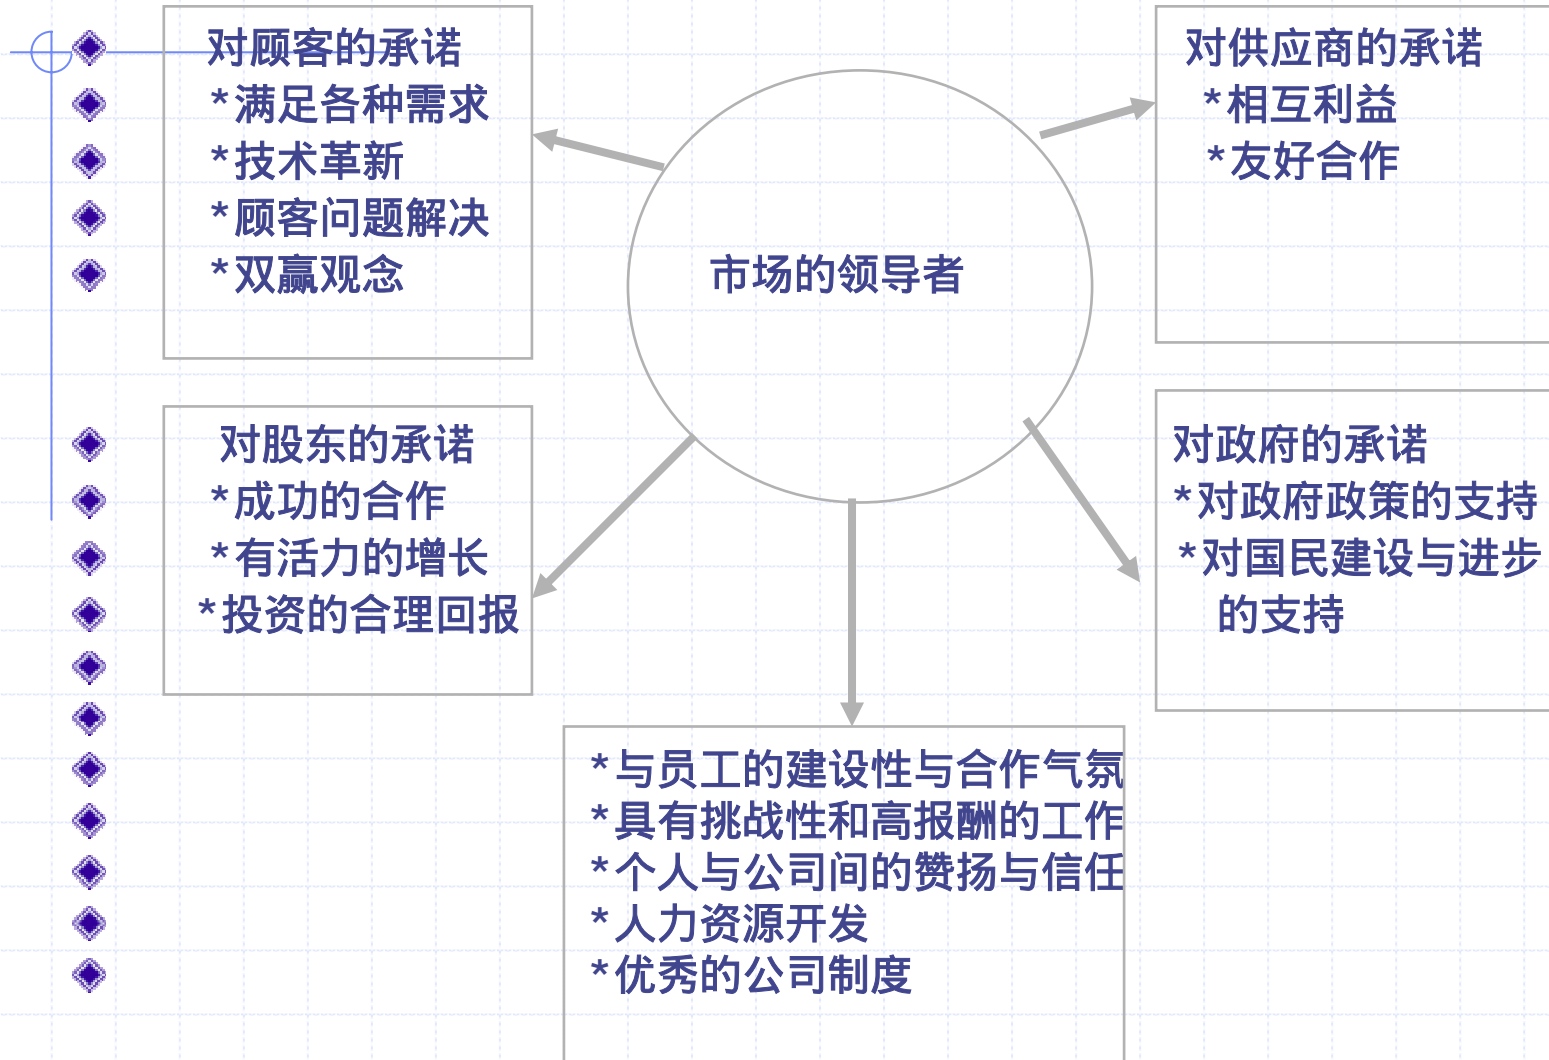 对顾客的承诺
*满足各种需求
*技术革新
*顾客问题解决
*双赢观念
市场的领导者
对供应商的承诺
*相互利益
*友好合作
对股东的承诺
*成功的合作
*有活力的增长
*投资的合理回报
对政府的承诺
*对政府政策的支持
*对国民建设与进步
的支持
*与员工的建设性与合作气氛
*具有挑战性和高报酬的工作
*个人与公司间的赞扬与信任
*人力资源开发
*优秀的公司制度